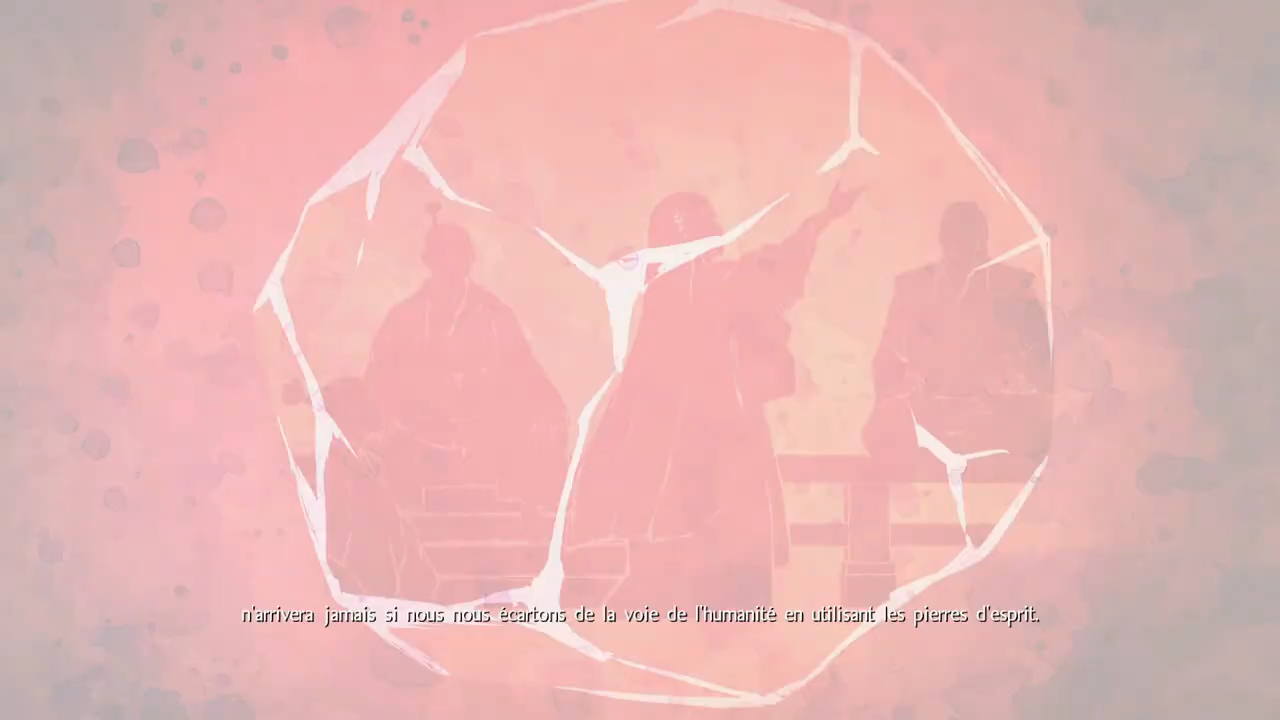 n'arrivera jamais si nous nous écartons de la voie de l'humanité en utilisant les pierres d'esprit.